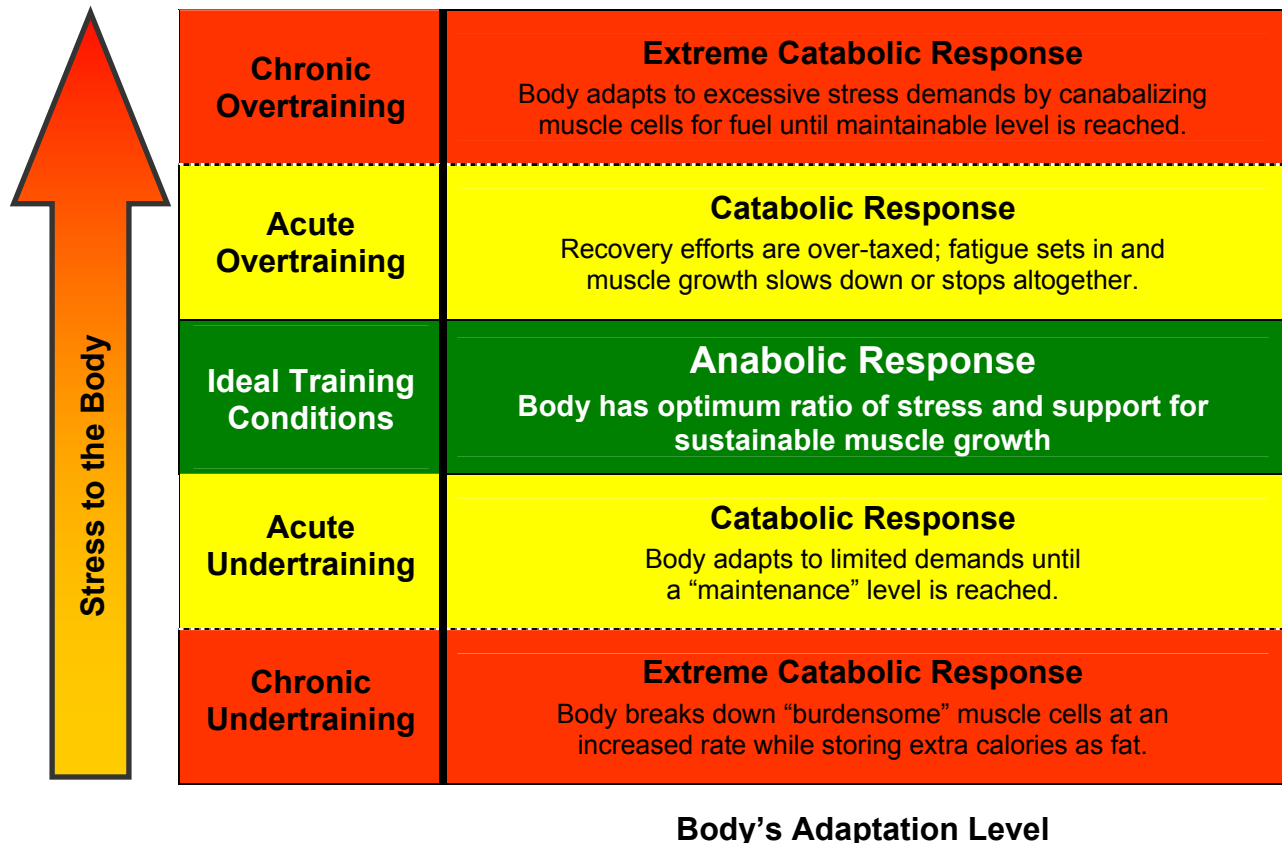 Stress to the Body
Chronic
Overtraining
Extreme Catabolic Response
Body adapts to excessive stress demands by canabalizing
muscle cells for fuel until maintainable level is reached.
Acute
Overtraining
Catabolic Response
Recovery efforts are over-taxed; fatigue sets in and
muscle growth slows down or stops altogether.
Ideal Training
Conditions
Anabolic Response
Body has optimum ratio of stress and support for
sustainable muscle growth
Acute
Undertraining
Catabolic Response
Body adapts to limited demands until
a “maintenance” level is reached.
Chronic
Undertraining
Extreme Catabolic Response
Body breaks down “burdensome” muscle cells at an
increased rate while storing extra calories as fat.
Body’s Adaptation Level